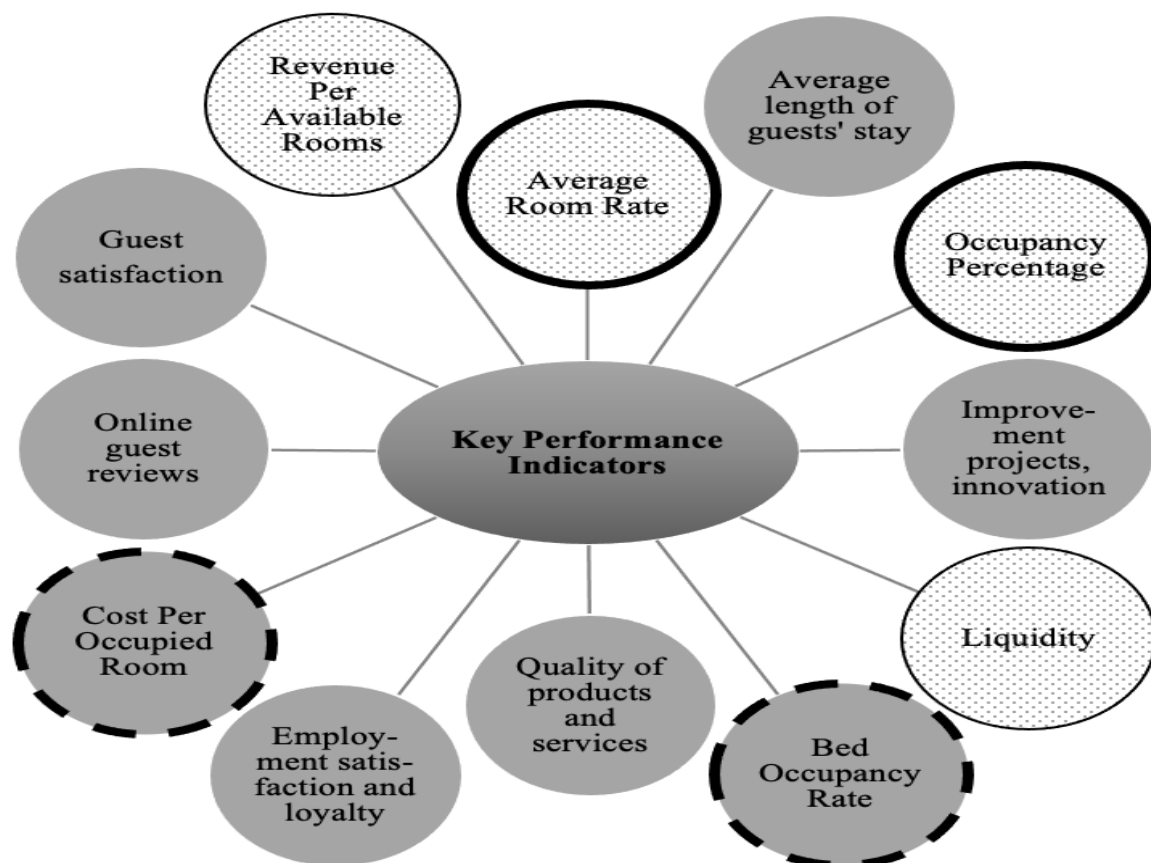 Revenue
Per
Available
Rooms
Average
Room Rate
Average
length of
guests' stay
Occupancy
Percentage
Guest
satisfaction
Key Performance
Indicators
Online
guest
reviews
Improve-
ment
projects,
innovation
Cost Per
Occupied
Room
Liquidity
Employ-
ment satis-
faction and
loyalty
Quality of
products
and
services
Bed
Occupancy
Rate